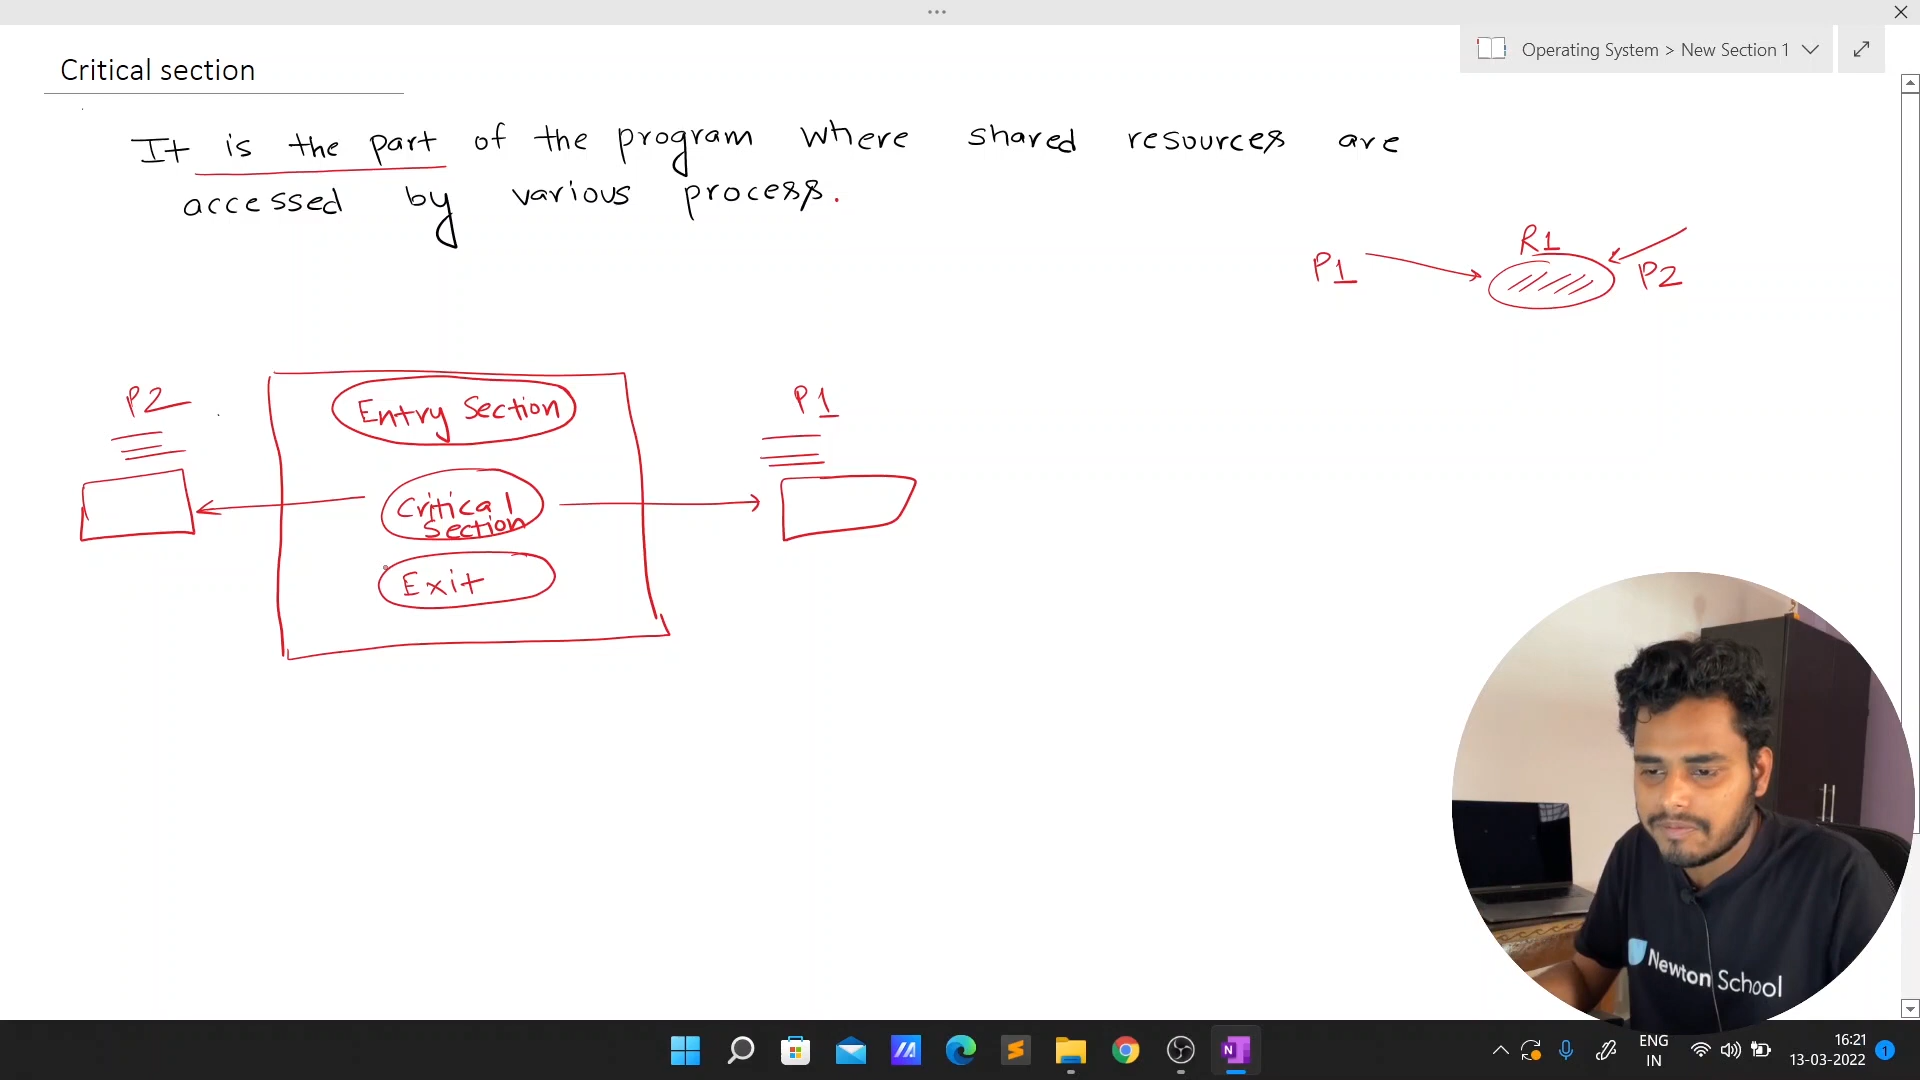 Operating System > New Section 1
Critical section
It is the part of the program where shared resources are
accessed by various process.
R1
P1
P2
P2
Entry Section
P1
Critical
Section
Exit
Newton School
ENG
IN
16:21
13-03-2022
1